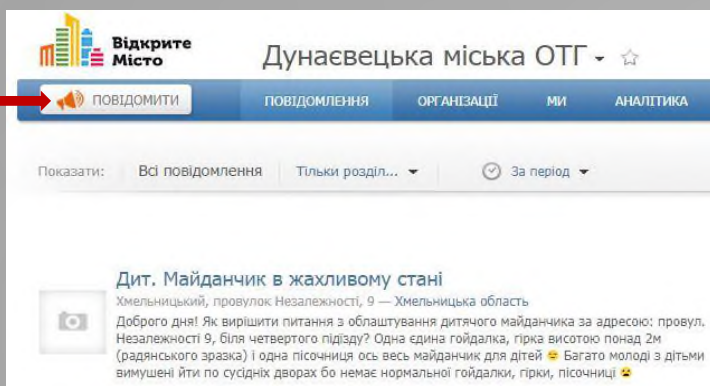 Відкрите
Місто
Дунаєвецька міська ОТГ
ПОВІДОМИТИ
ПОВІДОМЛЕННЯ
ОРГАНІЗАЦІЇ
МИ
АНАЛІТИКА
Показати:
Всі повідомлення
Тільки розділ...
За період
Дит. Майданчик в жахливому стані
Хмельницький, провулок Незалежності, 9 — Хмельницька область
Доброго дня! Як вирішити питання з облаштування дитячого майданчика за адресою: провул.
Незалежності 9, біля четвертого підїзду? Одна єдина гойдалка, гірка висотою понад 2м
(радянського зразка) і одна пісочниця ось весь майданчик для дітей 😕 Багато молоді з дітьми
вимушені йти по сусідніх дворах бо немає нормальної гойдалки, гірки, пісочниці 😕